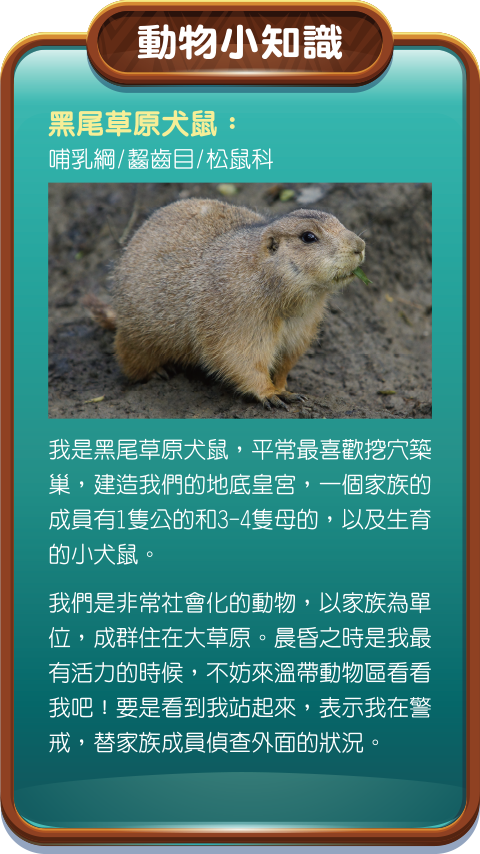 動物小知識
黑尾草原犬鼠：
哺乳綱/齧齒目/松鼠科
我是黑尾草原犬鼠，平常最喜歡挖穴築
巢，建造我們的地底皇宮，一個家族的
成員有1隻公的和3-4隻母的，以及生育
的小犬鼠。
我們是非常社會化的動物，以家族為單
位，成群住在大草原。晨昏之時是我最
有活力的時候，不妨來溫帶動物區看看
我吧！要是看到我站起來，表示我在警
戒，替家族成員偵查外面的狀況。